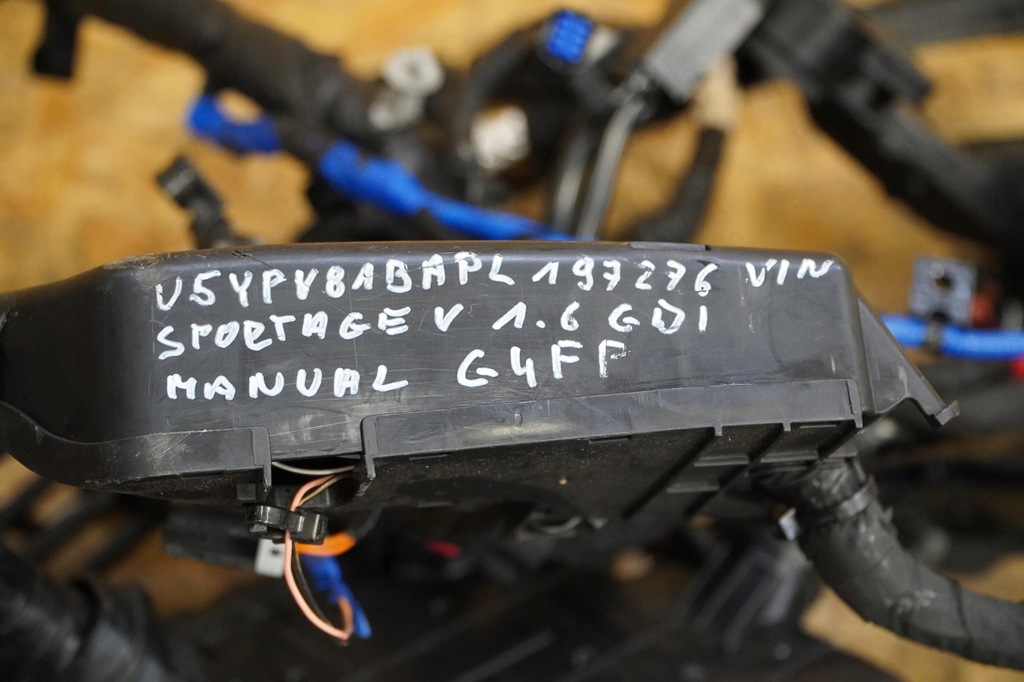 U5YPV81ABAPL197276 VIN
SPORTAGE V 1.6 GDI
MANUAL G4FP